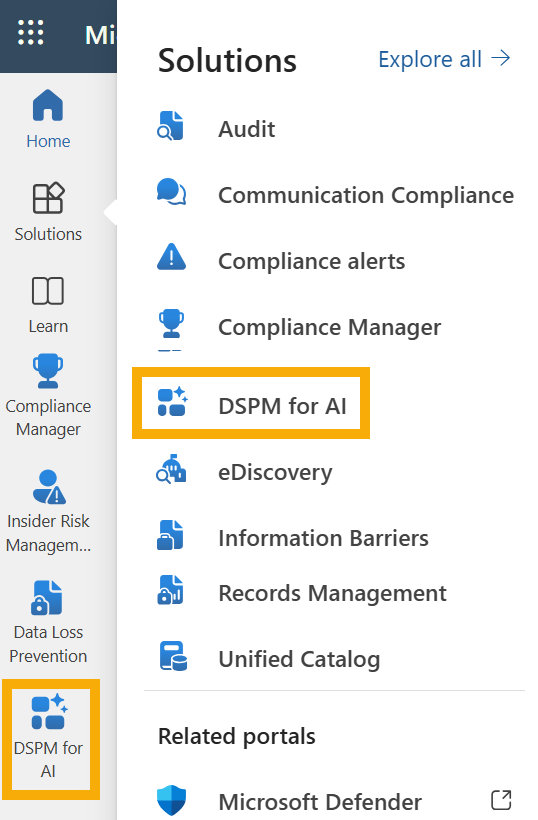 Mi
Home
Solutions
Learn
Compliance
Manager
Insider Risk
Managem...
Data Loss
Prevention
DSPM for
AI
Solutions
Explore all
Audit
Communication Compliance
Compliance alerts
Compliance Manager
DSPM for AI
eDiscovery
Information Barriers
Records Management
Unified Catalog
Related portals
Microsoft Defender